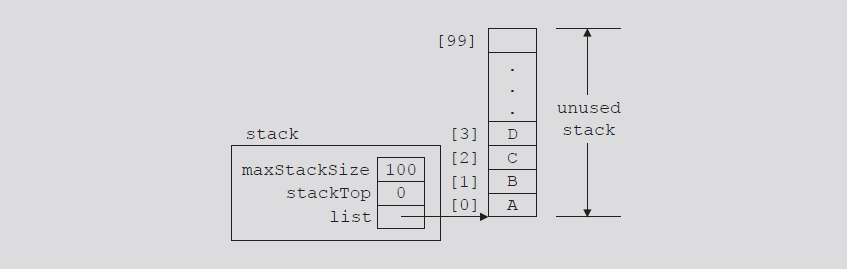 [99]
.
.
.
unused
stack
stack
[3] D
[2] C
maxStackSize 100
[1] B
stackTop 0
[0] A
list